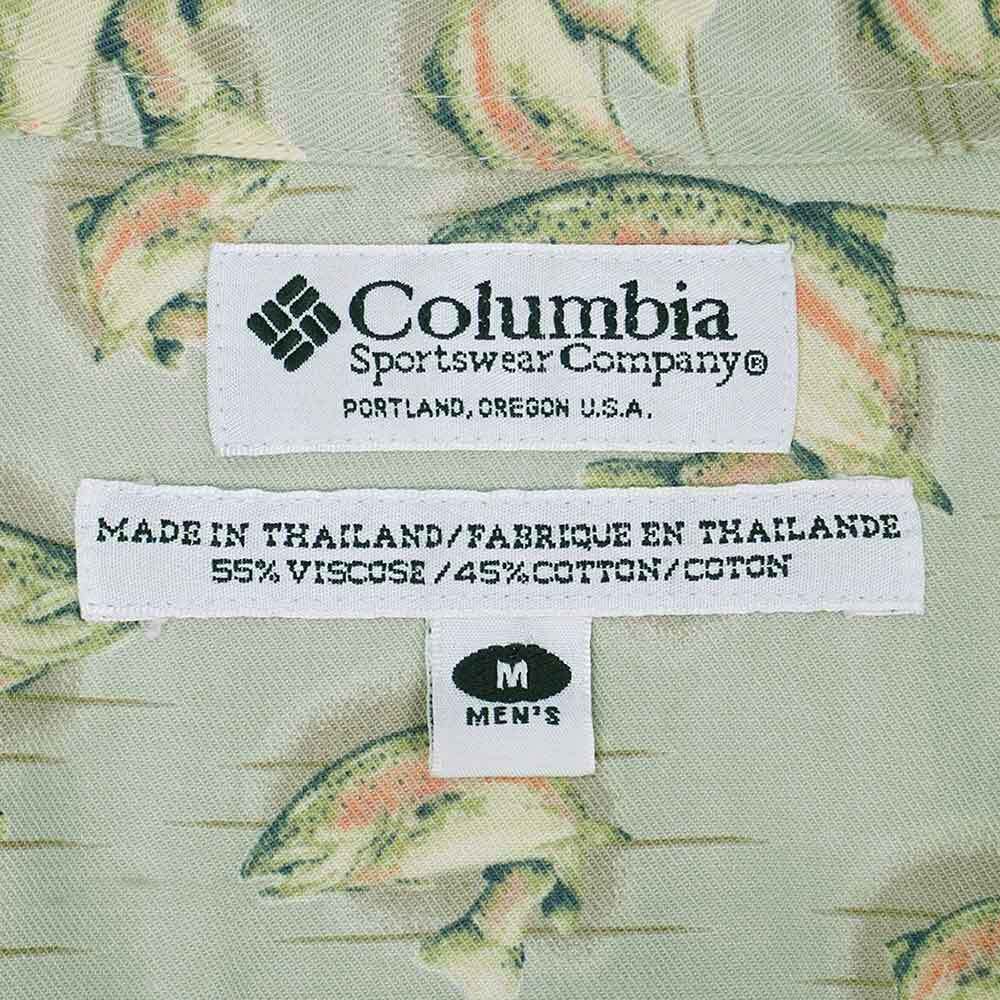 Columbia
Sportswear Company®
PORTLAND, OREGON U.S.A.
MADE IN THAILAND/FABRIQUE EN THAILANDE
55% VISCOSE/45% COTTON/COTON
M
MEN'S